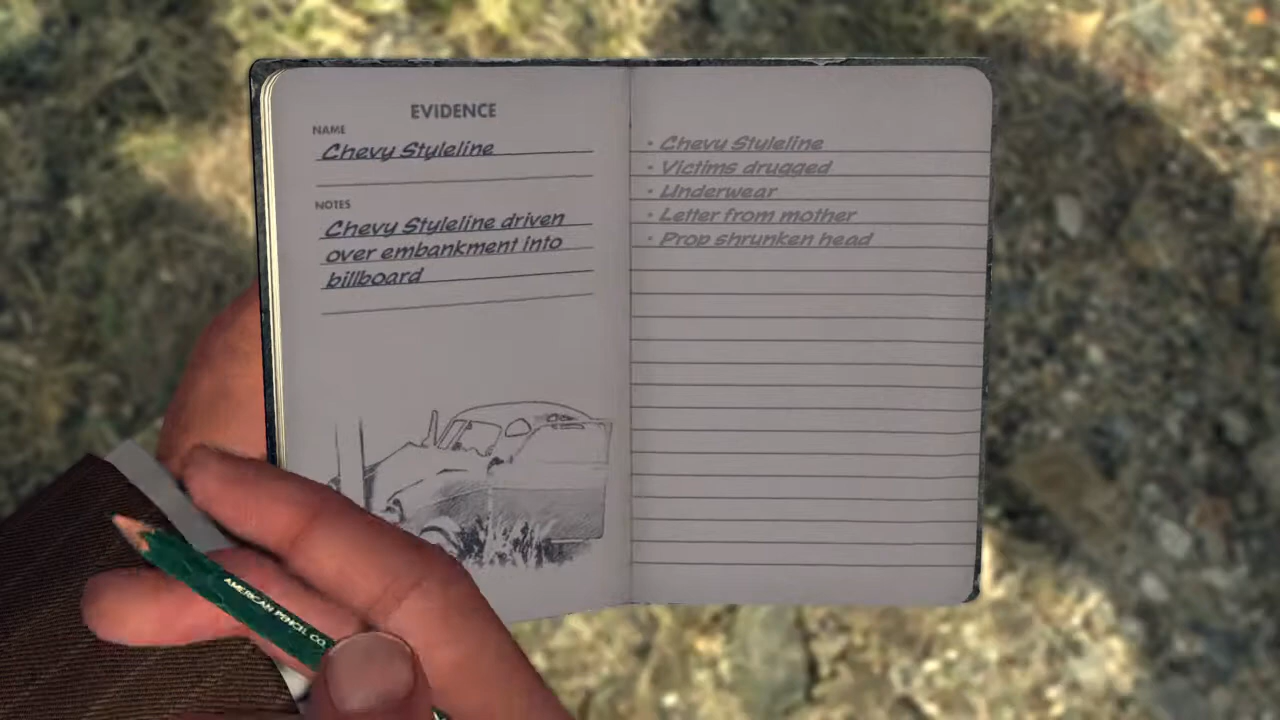 EVIDENCE
NAME
Chevy Styleline
NOTES
Chevy Styleline driven
over embankment into
billboard
• Chevy Styleline
• Victims drugged
• Underwear
• Letter from mother
• Prop shrunken head
AMERICAN PENCIL CO.